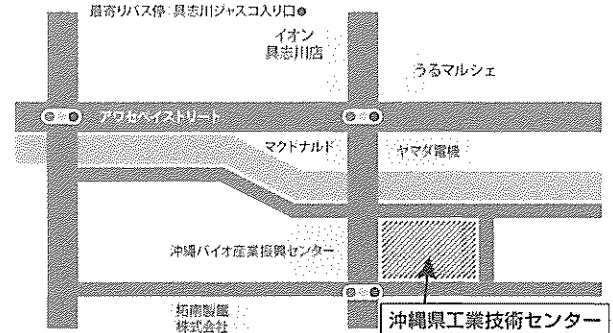 最寄りバス停：具志川ジャスコ入り口
イオン
具志川店
うるマルシェ
アワセベイストリート
マクドナルド
ヤマダ電機
沖縄バイオ産業振興センター
拓南製鐵
株式会社
沖縄県工業技術センター